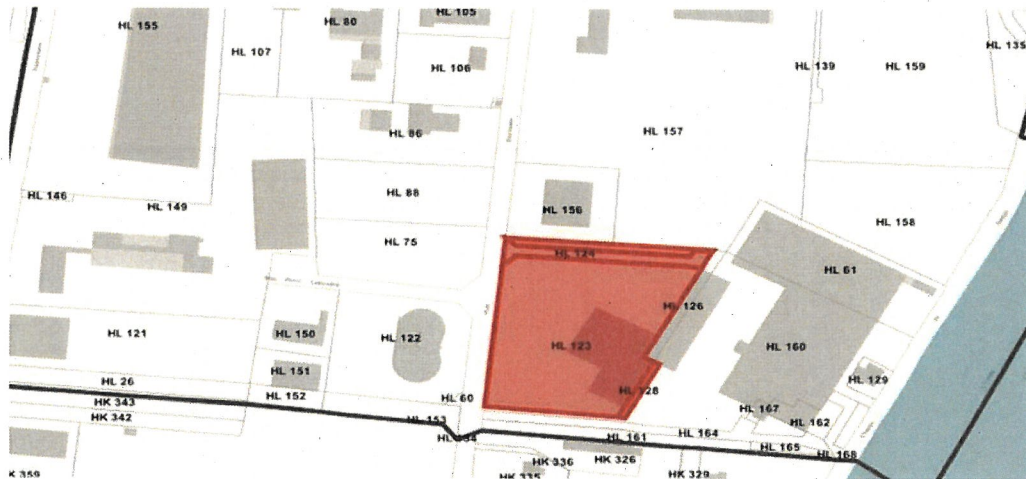 HL 155
HL 80
HL 105
HL 107
HL 106
HL 139
HL 159
HL 135
HL 86
HL 157
HL 146
HL 149
HL 88
HL 156
HL 158
HL 75
HL 124
HL 61
HL 126
HL 121
HL 150
HL 122
HL 123
HL 160
HL 151
HL 128
HL 129
HL 26
HL 152
HL 60
HK 343
HK 342
HL 153
HL 167
HL 162
HL 161
HL 164
HL 165
HL 168
HK 336
HK 326
HK 335
HK 329
HK 359